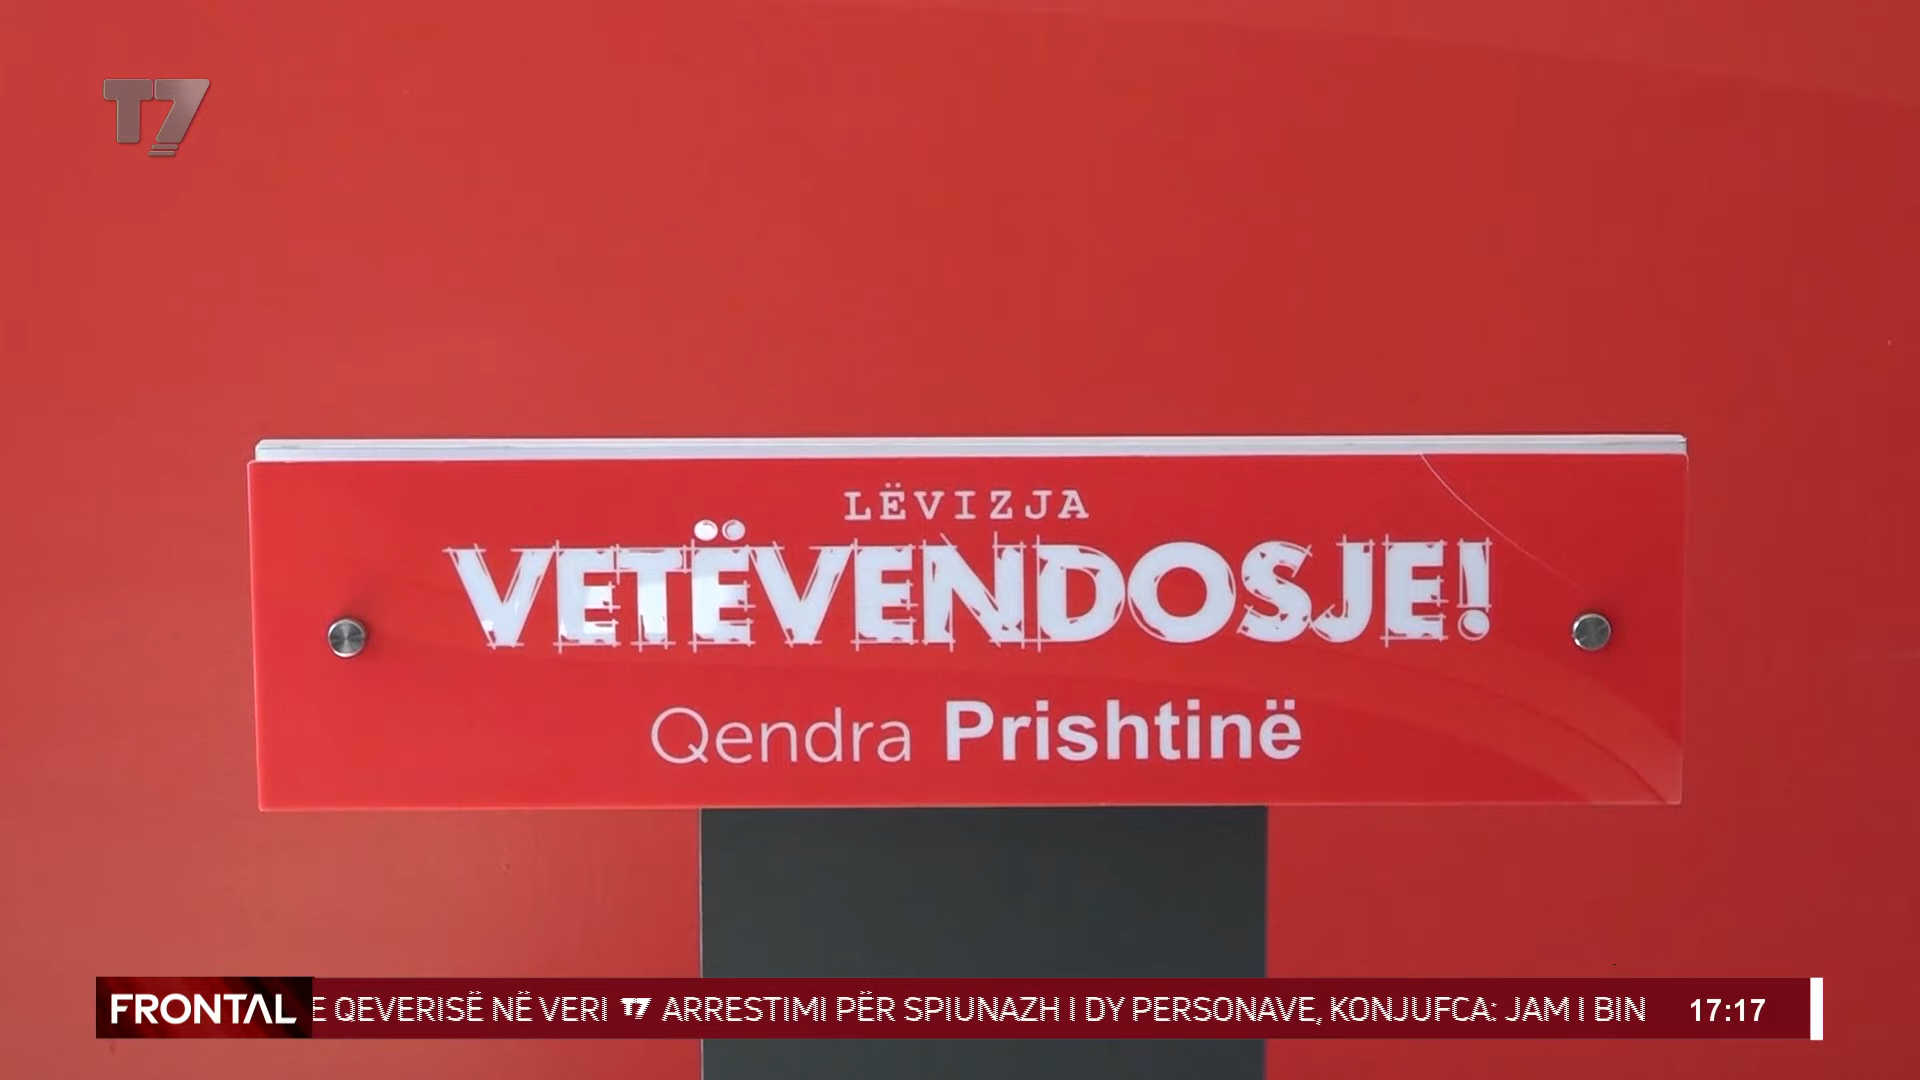 T7
LËVIZJA
VETËVENDOSJE!
Qendra Prishtinë
FRONTAL E QEVERISË NË VERI T7 ARRESTIMI PËR SPIUNAZH I DY PERSONAVE, KONJUFCA: JAM I BIN 17:17